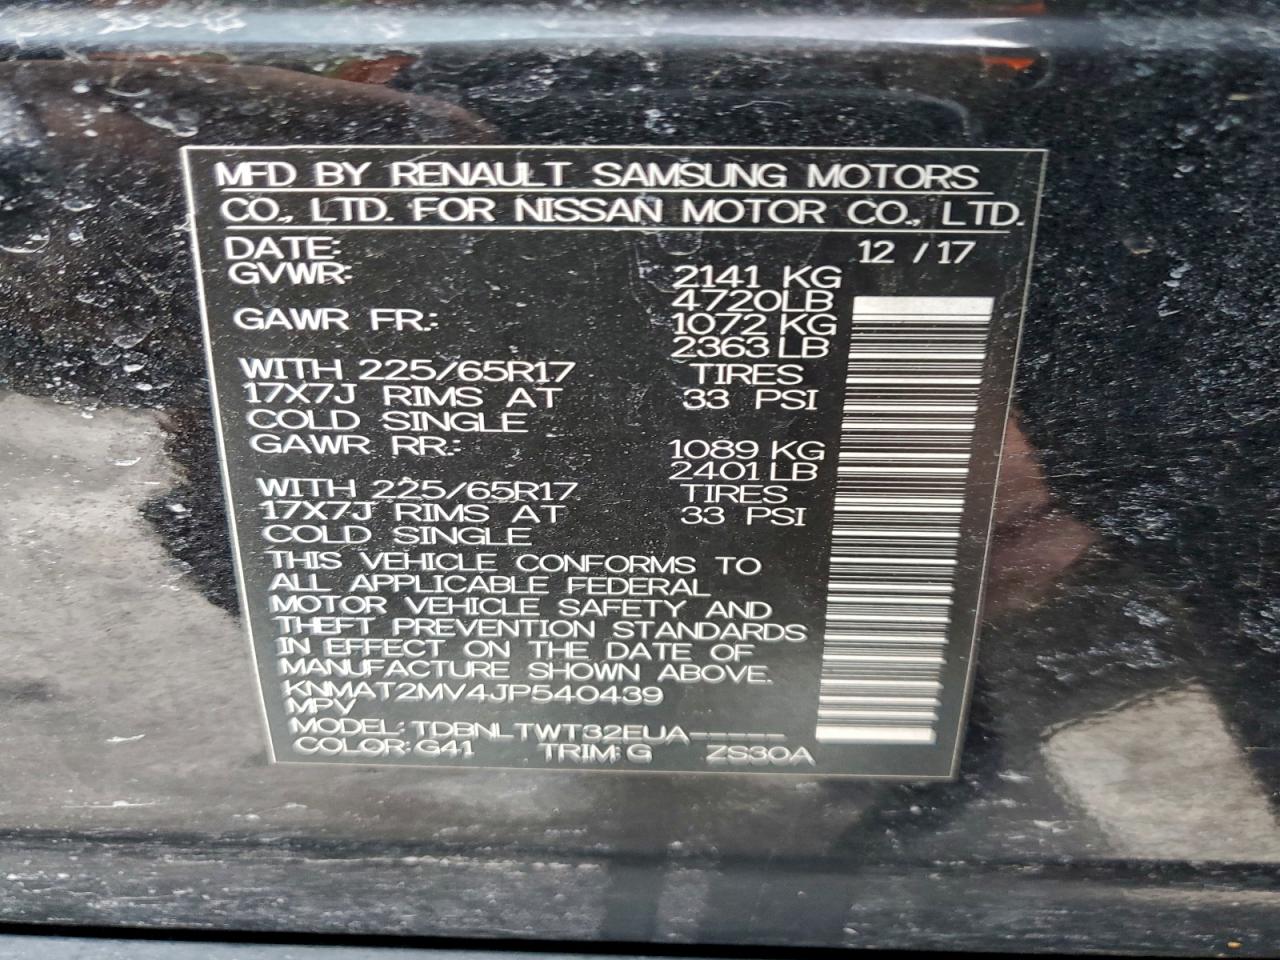 MFD BY RENAULT SAMSUNG MOTORS
CO., LTD. FOR NISSAN MOTOR CO., LTD.
DATE: 12 / 17
GVWR: 2141 KG
4720LB
GAWR FR.: 1072 KG
2363 LB
WITH 225/65R17 TIRES
17X7J RIMS AT 33 PSI
COLD SINGLE
GAWR RR.: 1089 KG
2401 LB
WITH 225/65R17 TIRES
17X7J RIMS AT 33 PSI
COLD SINGLE
THIS VEHICLE CONFORMS TO
ALL APPLICABLE FEDERAL
MOTOR VEHICLE SAFETY AND
THEFT PREVENTION STANDARDS
IN EFFECT ON THE DATE OF
MANUFACTURE SHOWN ABOVE.
KNMAT2MV4JP540439
MPV
MODEL: TDBNLTWT32EUA------
COLOR: G41 TRIM: G ZS30A